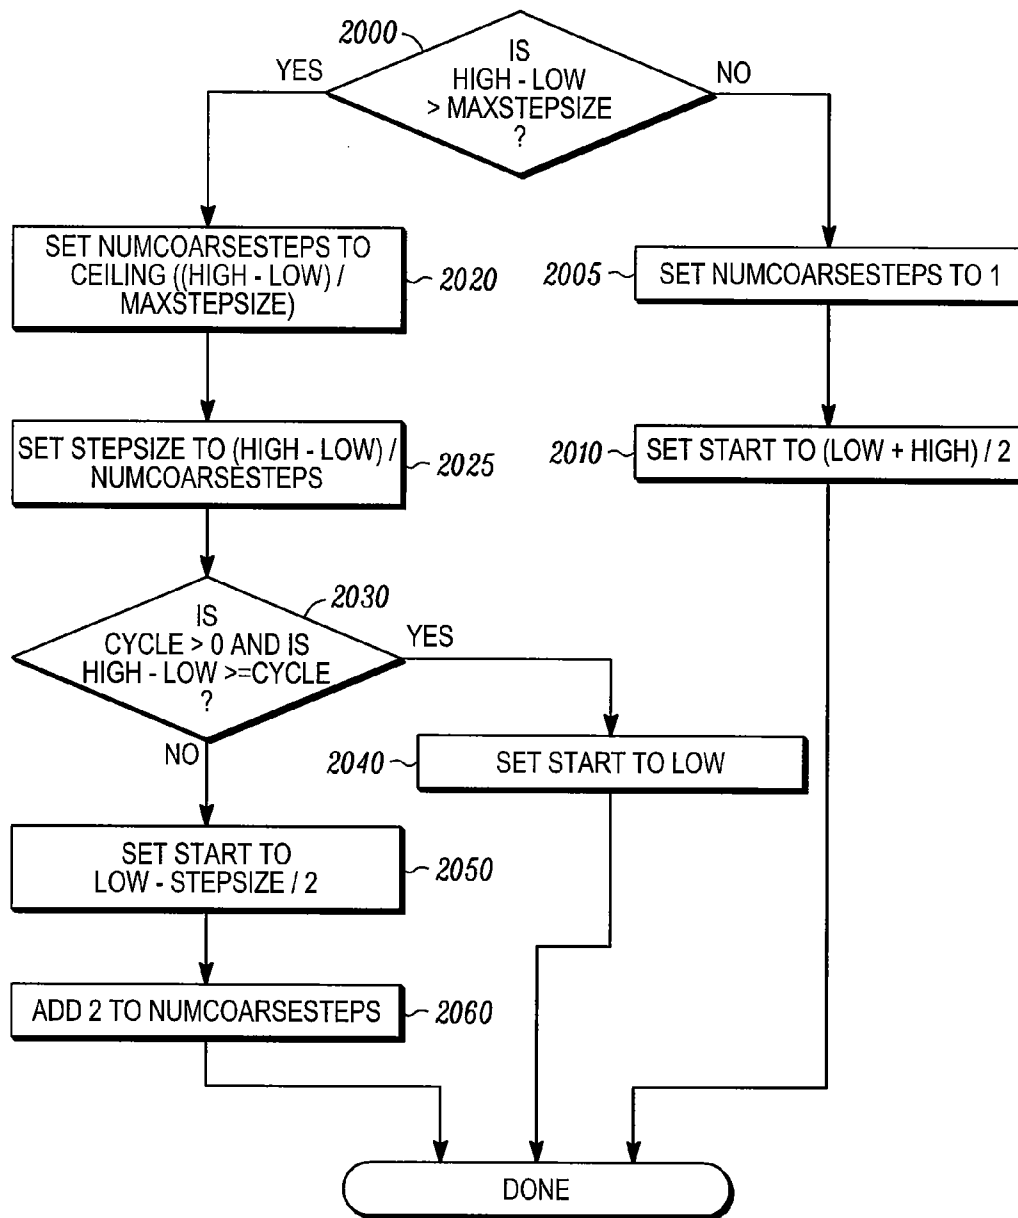 2000
IS
HIGH - LOW
> MAXSTEPSIZE
?
YES
NO
SET NUMCOARSESTEPS TO
CEILING ((HIGH - LOW) /
MAXSTEPSIZE)
2020
2005
SET NUMCOARSESTEPS TO 1
SET STEPSIZE TO (HIGH - LOW) /
NUMCOARSESTEPS
2025
2010
SET START TO (LOW + HIGH) / 2
2030
IS
CYCLE > 0 AND IS
HIGH - LOW >=CYCLE
?
YES
NO
2040
SET START TO LOW
SET START TO
LOW - STEPSIZE / 2
2050
ADD 2 TO NUMCOARSESTEPS
2060
DONE